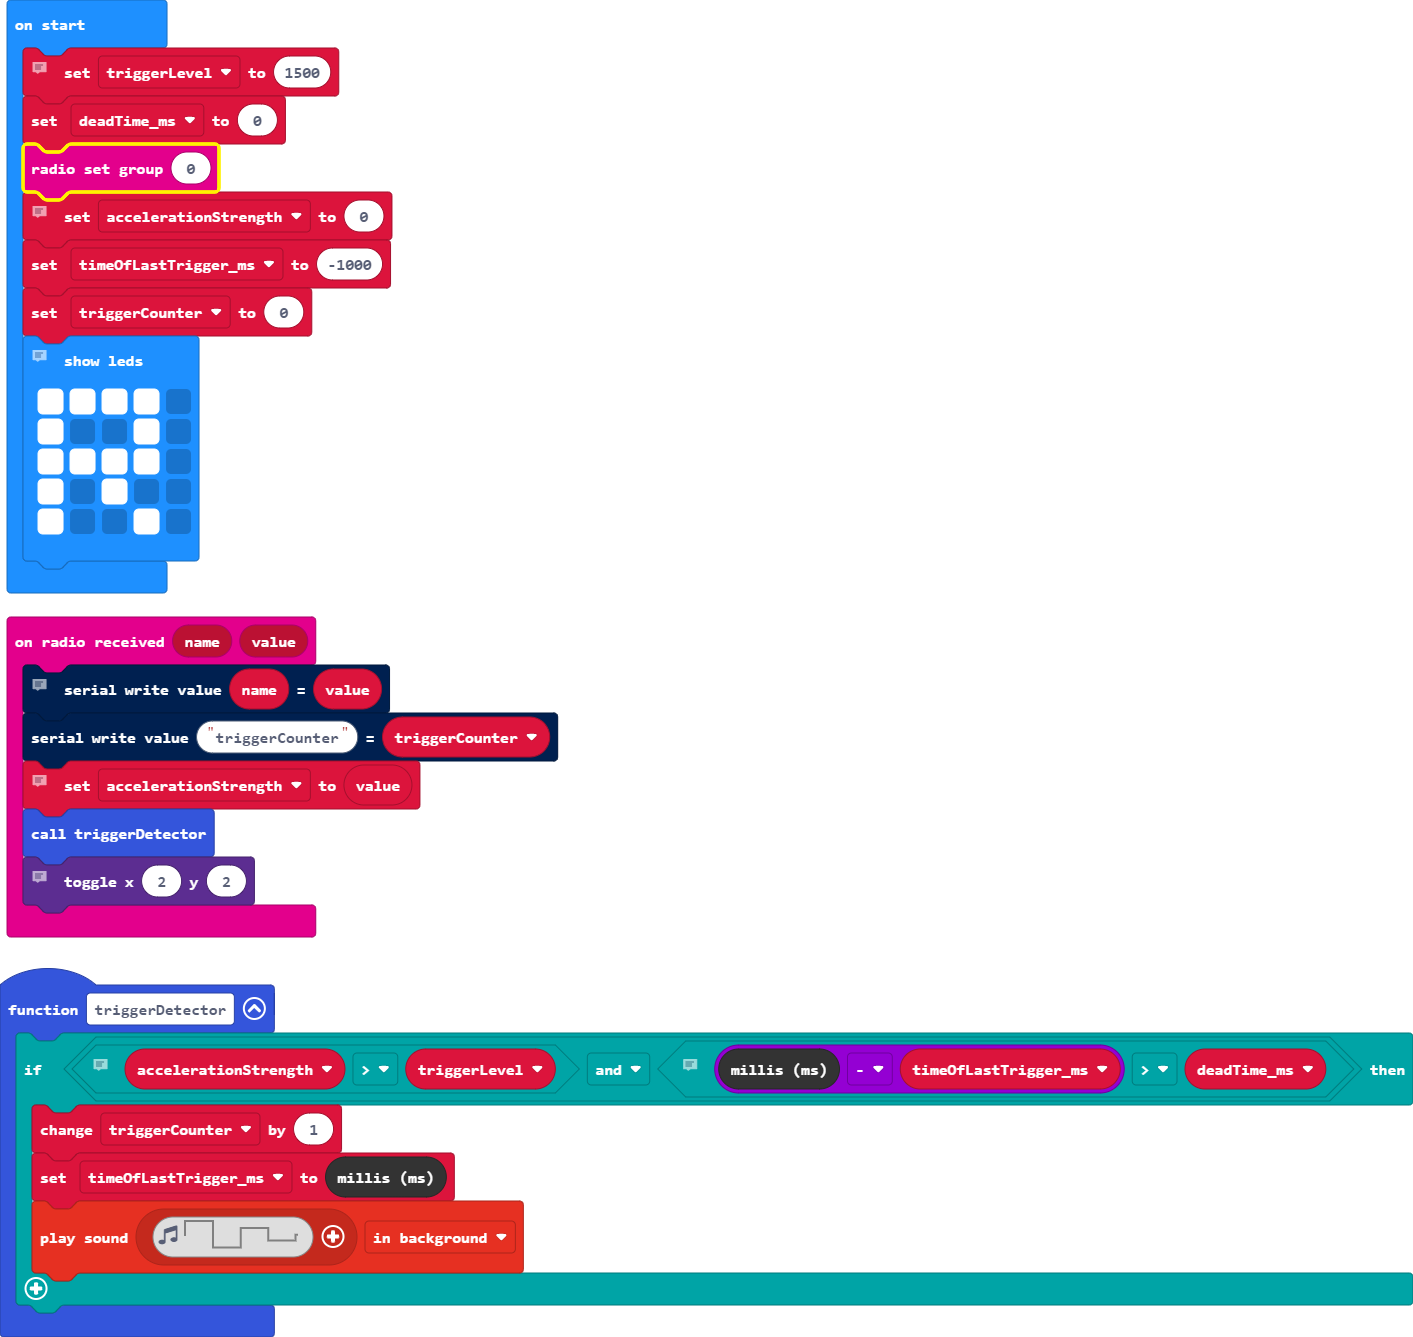 on start
set triggerLevel to 1500
set deadTime_ms to 0
radio set group 0
set accelerationStrength to 0
set timeOfLastTrigger_ms to -1000
set triggerCounter to 0
show leds
on radio received name value
serial write value name = value
serial write value "triggerCounter" = triggerCounter
set accelerationStrength to value
call triggerDetector
toggle x 2 y 2
function triggerDetector
if accelerationStrength > triggerLevel and millis (ms) - timeOfLastTrigger_ms > deadTime_ms then
change triggerCounter by 1
set timeOfLastTrigger_ms to millis (ms)
play sound in background